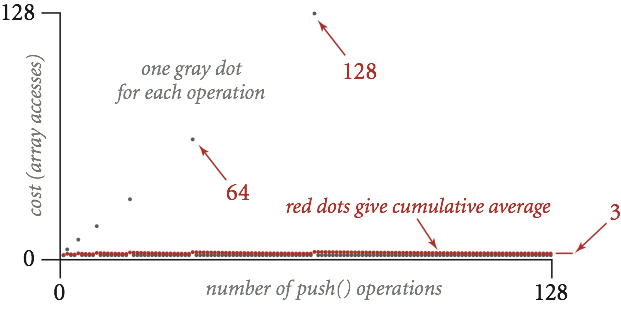 128
128
one gray dot
for each operation
cost (array accesses)
64
red dots give cumulative average
3
0
0
number of push() operations
128